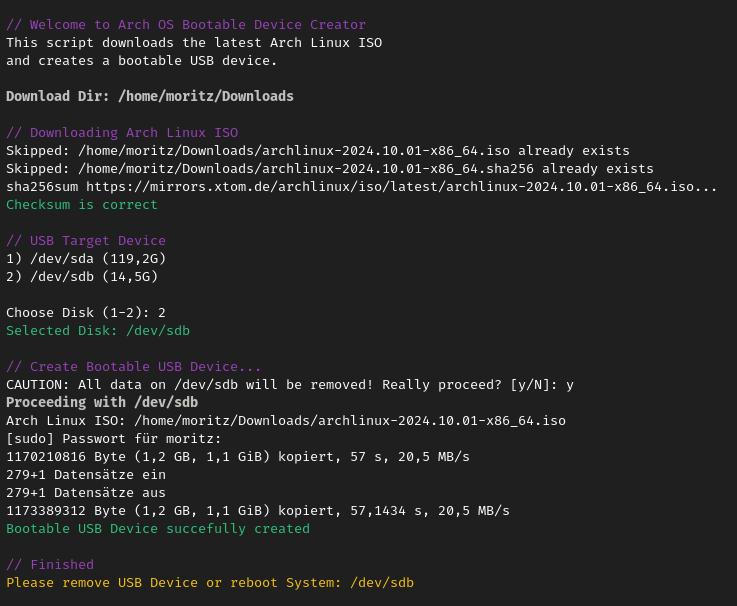 // Welcome to Arch OS Bootable Device Creator
This script downloads the latest Arch Linux ISO
and creates a bootable USB device.
Download Dir: /home/moritz/Downloads
// Downloading Arch Linux ISO
Skipped: /home/moritz/Downloads/archlinux-2024.10.01-x86_64.iso already exists
Skipped: /home/moritz/Downloads/archlinux-2024.10.01-x86_64.sha256 already exists
sha256sum https://mirrors.xtom.de/archlinux/iso/latest/archlinux-2024.10.01-x86_64.iso...
Checksum is correct
// USB Target Device
1) /dev/sda (119,2G)
2) /dev/sdb (14,5G)
Choose Disk (1-2): 2
Selected Disk: /dev/sdb
// Create Bootable USB Device...
CAUTION: All data on /dev/sdb will be removed! Really proceed? [y/N]: y
Proceeding with /dev/sdb
Arch Linux ISO: /home/moritz/Downloads/archlinux-2024.10.01-x86_64.iso
[sudo] Passwort für moritz:
1170210816 Byte (1,2 GB, 1,1 GiB) kopiert, 57 s, 20,5 MB/s
279+1 Datensätze ein
279+1 Datensätze aus
1173389312 Byte (1,2 GB, 1,1 GiB) kopiert, 57,1434 s, 20,5 MB/s
Bootable USB Device succefully created
// Finished
Please remove USB Device or reboot System: /dev/sdb